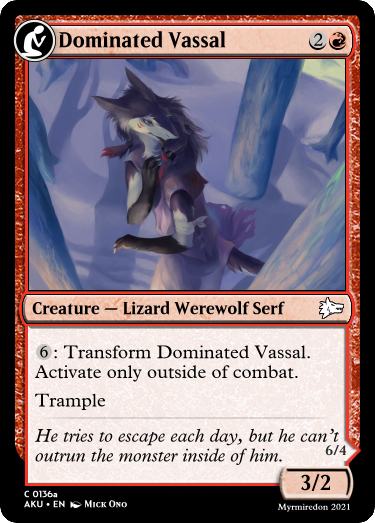 Dominated Vassal 2
Creature — Lizard Werewolf Serf
6: Transform Dominated Vassal.
Activate only outside of combat.
Trample
He tries to escape each day, but he can't
outrun the monster inside of him.
6/4
3/2
C 0136a
AKU • EN Mick Ono
Myrmiredon 2021